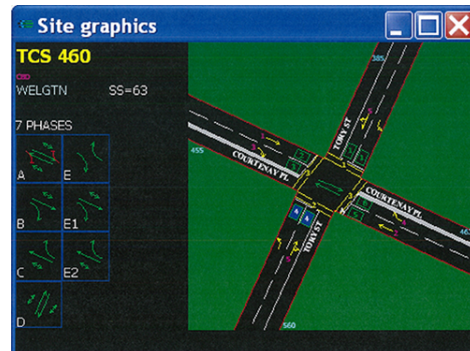 Site graphics
TCS 460
WELGTN SS=63
7 PHASES
A E
B E1
C E2
D
385
TORY ST
455
COURTENAY PL
COURTENAY PL
TORY ST
560